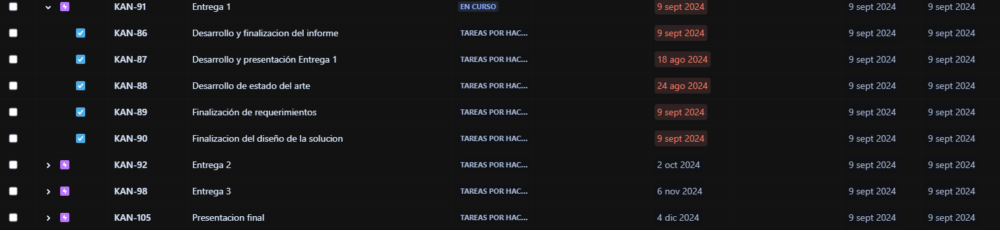 KAN-91 Entrega 1 EN CURSO 9 sept 2024 9 sept 2024 9 sept 2024
KAN-86 Desarrollo y finalizacion del informe TAREAS POR HAC... 9 sept 2024 9 sept 2024 9 sept 2024
KAN-87 Desarrollo y presentación Entrega 1 TAREAS POR HAC... 18 ago 2024 9 sept 2024 9 sept 2024
KAN-88 Desarrollo de estado del arte TAREAS POR HAC... 24 ago 2024 9 sept 2024 9 sept 2024
KAN-89 Finalización de requerimientos TAREAS POR HAC... 9 sept 2024 9 sept 2024 9 sept 2024
KAN-90 Finalizacion del diseño de la solucion TAREAS POR HAC... 9 sept 2024 9 sept 2024 9 sept 2024
KAN-92 Entrega 2 TAREAS POR HAC... 2 oct 2024 9 sept 2024 9 sept 2024
KAN-98 Entrega 3 TAREAS POR HAC... 6 nov 2024 9 sept 2024 9 sept 2024
KAN-105 Presentacion final TAREAS POR HAC... 4 dic 2024 9 sept 2024 9 sept 2024